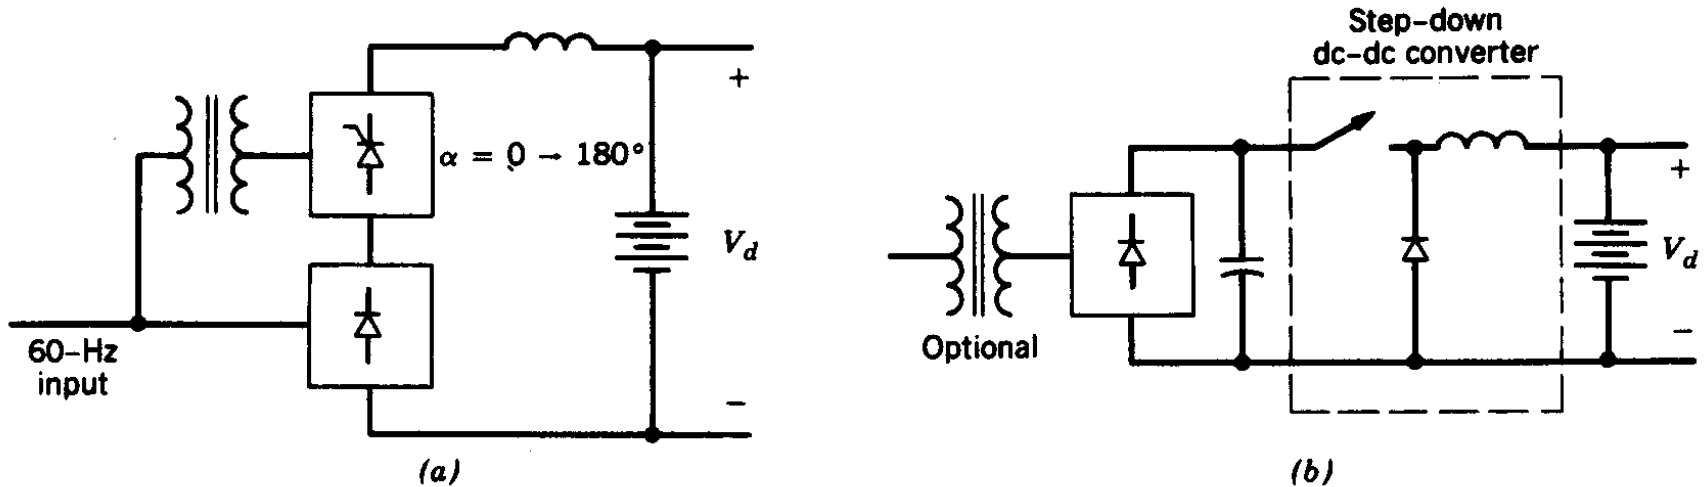 +
α = 0 → 180°
V_d
60-Hz
input
−
(a)
Step-down
dc-dc converter
+
V_d
Optional
−
(b)